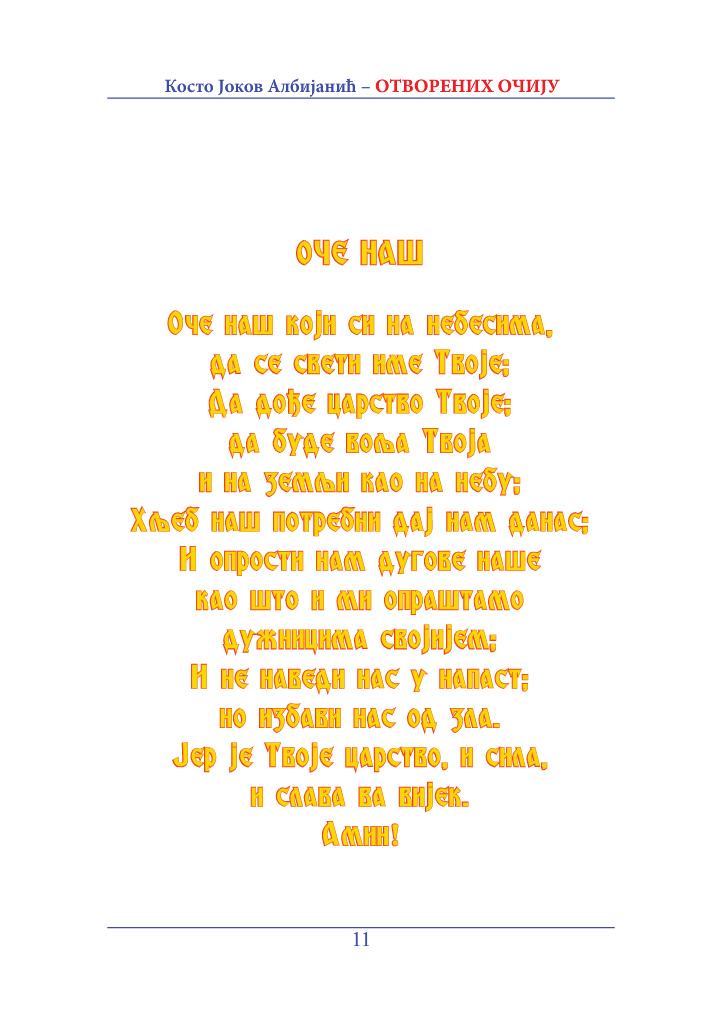 Косто Јоков Албијанић – ОТВОРЕНИХ ОЧИЈУ
ОЧЕ НАШ
Оче наш који си на небесима,
да се свети име Твоје;
Да дође царство Твоје;
да буде воља Твоја
и на земљи као на небу;
Хљеб наш потребни дај нам данас;
И опрости нам дугове наше
као што и ми опраштамо
дужницима својијем;
И не наведи нас у напаст;
но избави нас од зла.
Јер је Твоје царство, и сила,
и слава ва вијек.
Амин!
11